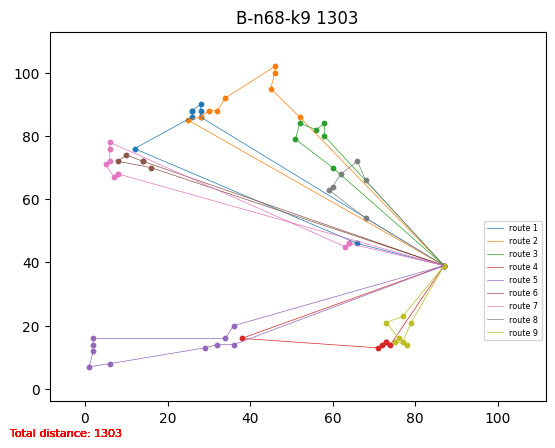 B-n68-k9 1303
100
80
60
40
20
0
0 20 40 60 80 100
route 1
route 2
route 3
route 4
route 5
route 6
route 7
route 8
route 9
Total distance: 1303